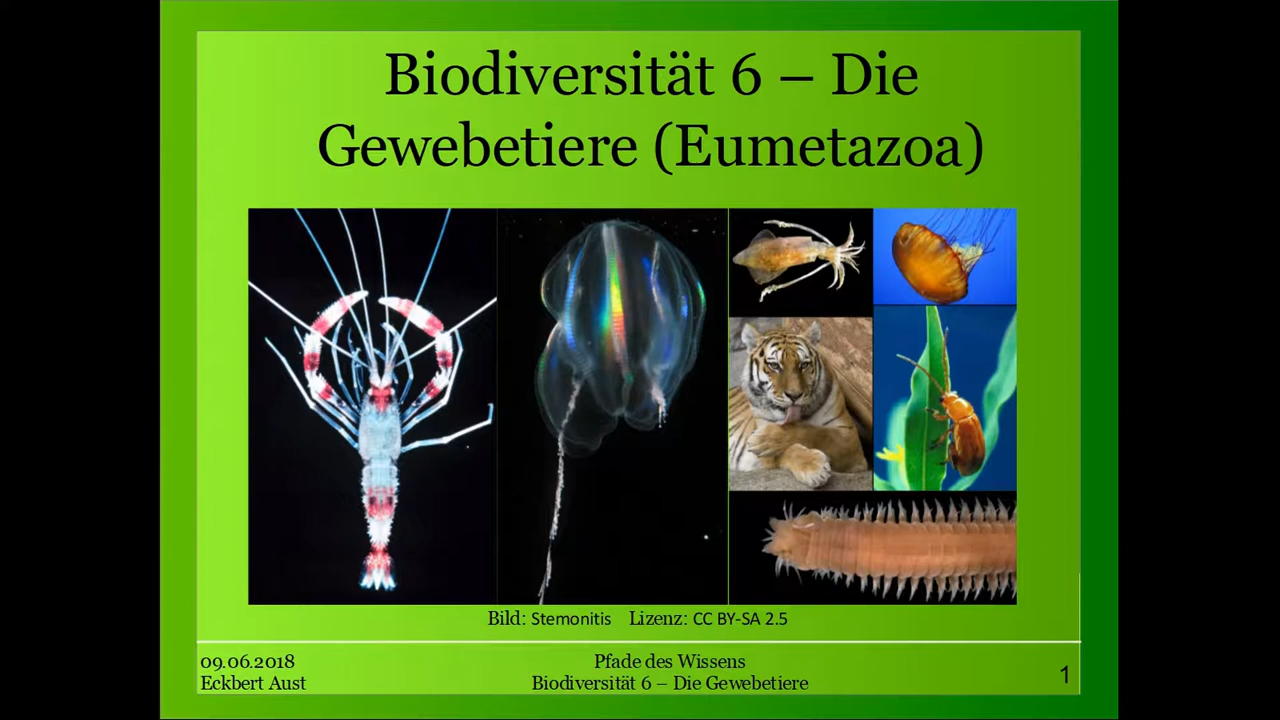 Biodiversität 6 – Die
Gewebetiere (Eumetazoa)
Bild: Stemonitis Lizenz: CC BY-SA 2.5
09.06.2018
Eckbert Aust
Pfade des Wissens
Biodiversität 6 – Die Gewebetiere
1